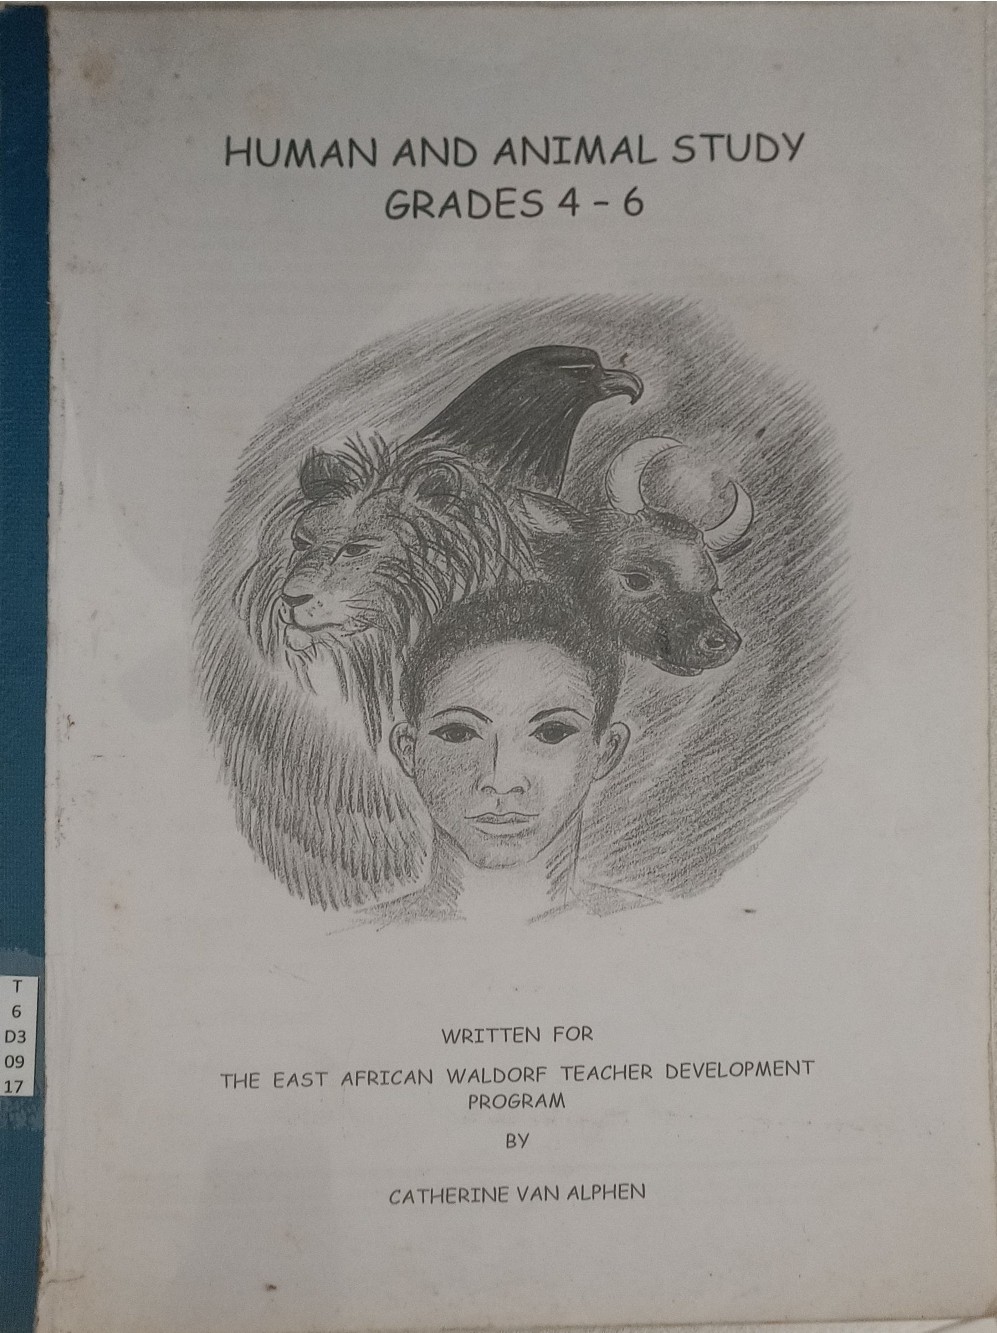 HUMAN AND ANIMAL STUDY
GRADES 4 – 6
T
6
D3
09
17
WRITTEN FOR
THE EAST AFRICAN WALDORF TEACHER DEVELOPMENT
PROGRAM
BY
CATHERINE VAN ALPHEN